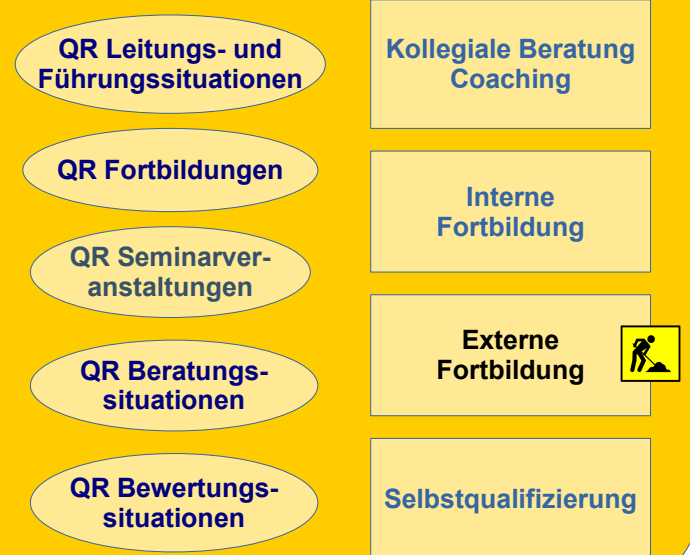 QR Leitungs- und
Führungssituationen
QR Fortbildungen
QR Seminarver-
anstaltungen
QR Beratungs-
situationen
QR Bewertungs-
situationen
Kollegiale Beratung
Coaching
Interne
Fortbildung
Externe
Fortbildung
Selbstqualifizierung